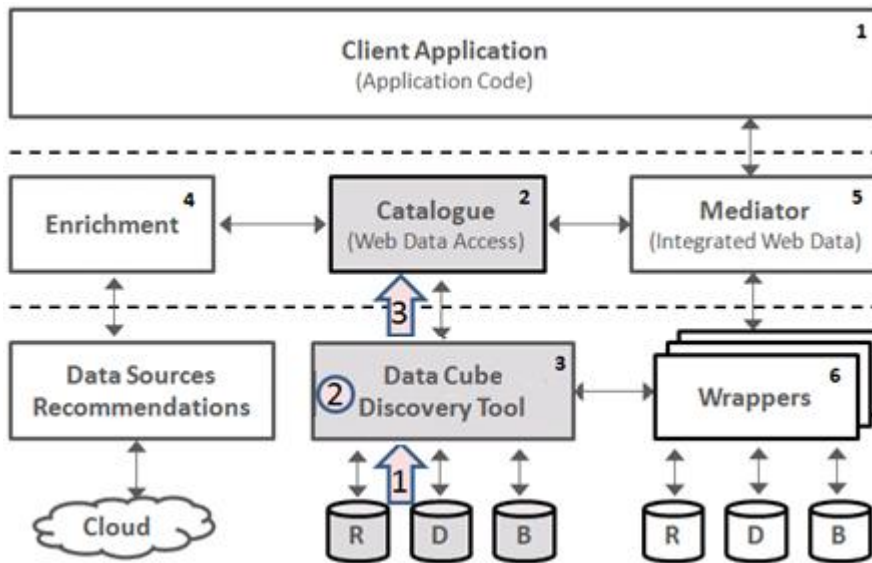 Client Application
(Application Code)
1
Enrichment
4
Catalogue
(Web Data Access)
2
Mediator
(Integrated Web Data)
5
3
Data Sources
Recommendations
2
Data Cube
Discovery Tool
3
Wrappers
6
1
Cloud
R
D
B
R
D
B